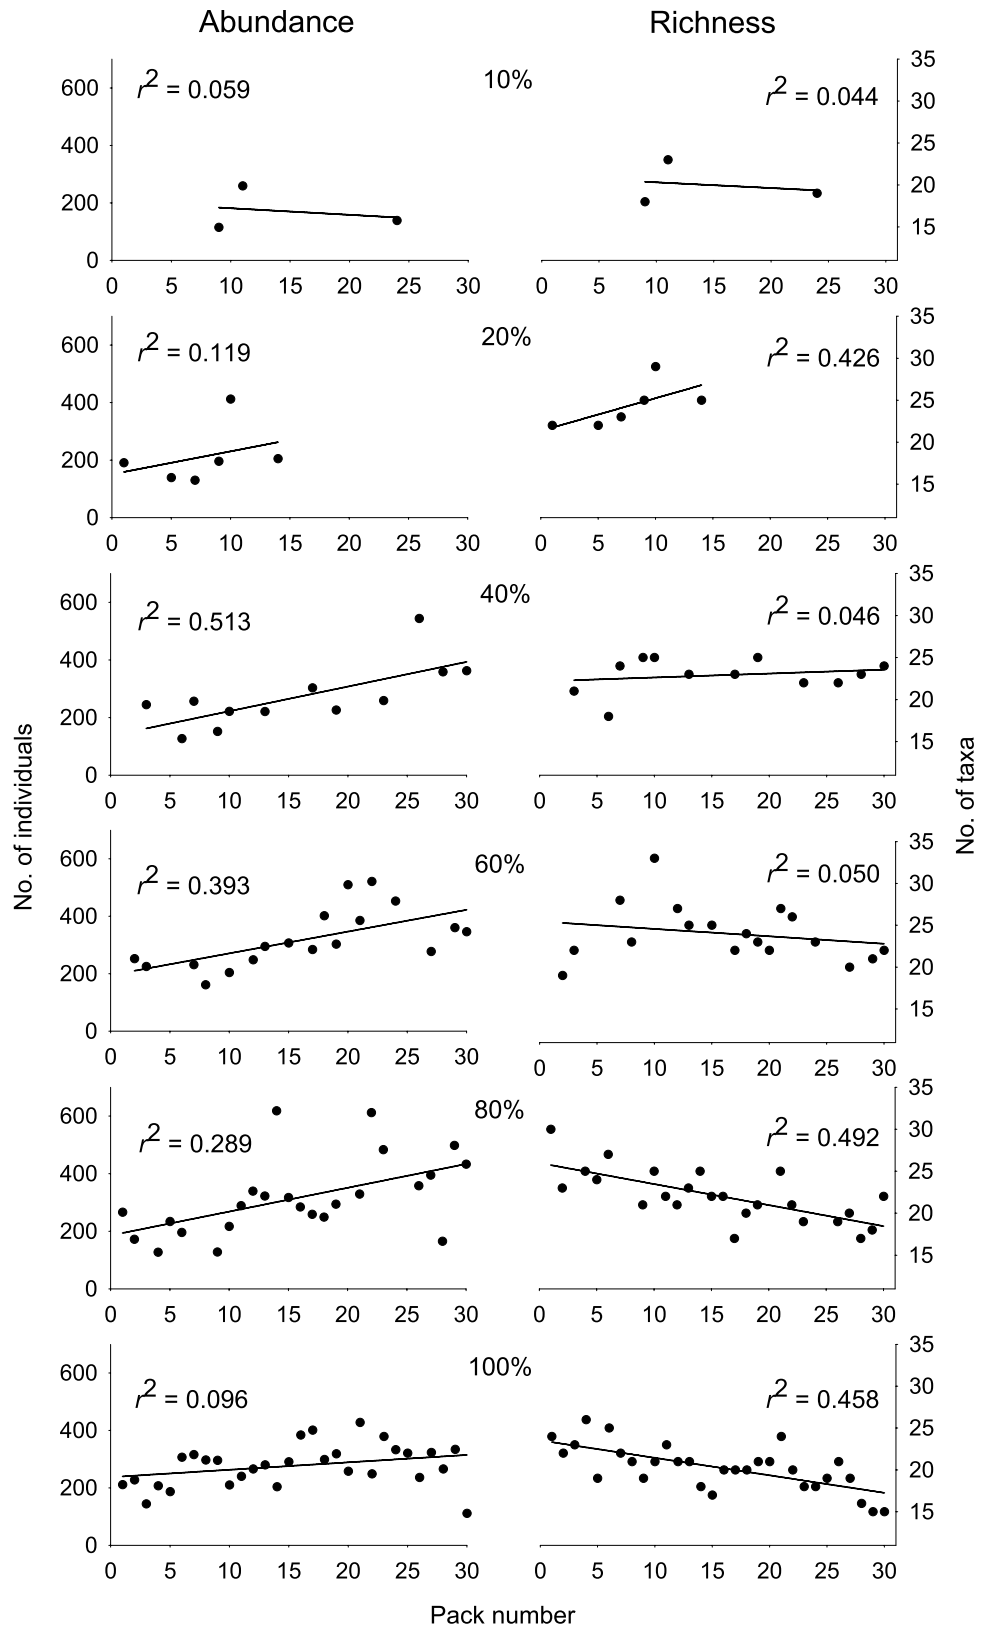 Abundance Richness
600 r2 = 0.059 10% r2 = 0.044 35
30
400 25
200 20
15
0
0 5 10 15 20 25 30 0 5 10 15 20 25 30
600 r2 = 0.119 20% r2 = 0.426 35
30
400 25
200 20
15
0
0 5 10 15 20 25 30 0 5 10 15 20 25 30
600 r2 = 0.513 40% r2 = 0.046 35
30
400 25
200 20
15
0
0 5 10 15 20 25 30 0 5 10 15 20 25 30
No. of individuals
No. of taxa
600 r2 = 0.393 60% r2 = 0.050 35
30
400 25
200 20
15
0
0 5 10 15 20 25 30 0 5 10 15 20 25 30
600 r2 = 0.289 80% r2 = 0.492 35
30
400 25
200 20
15
0
0 5 10 15 20 25 30 0 5 10 15 20 25 30
600 r2 = 0.096 100% r2 = 0.458 35
30
400 25
200 20
15
0
0 5 10 15 20 25 30 0 5 10 15 20 25 30
Pack number